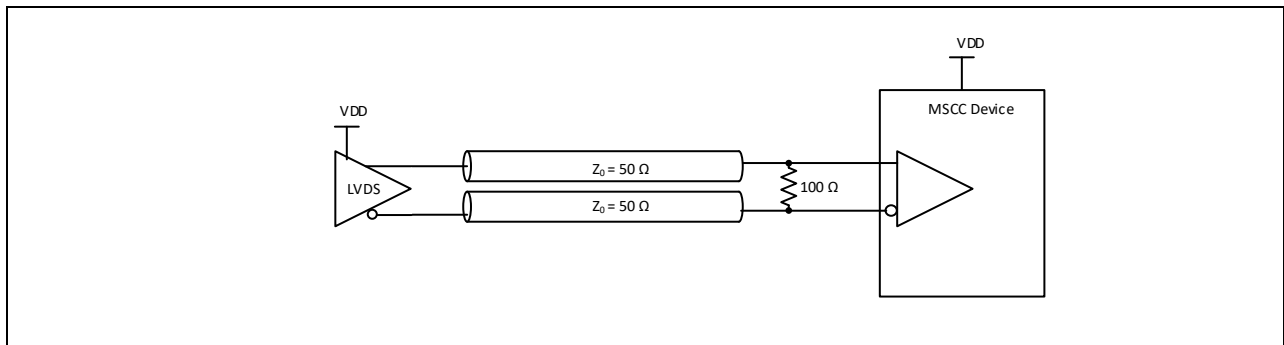 VDD
MSCC Device
VDD
LVDS
Z₀ = 50 Ω
100 Ω
Z₀ = 50 Ω